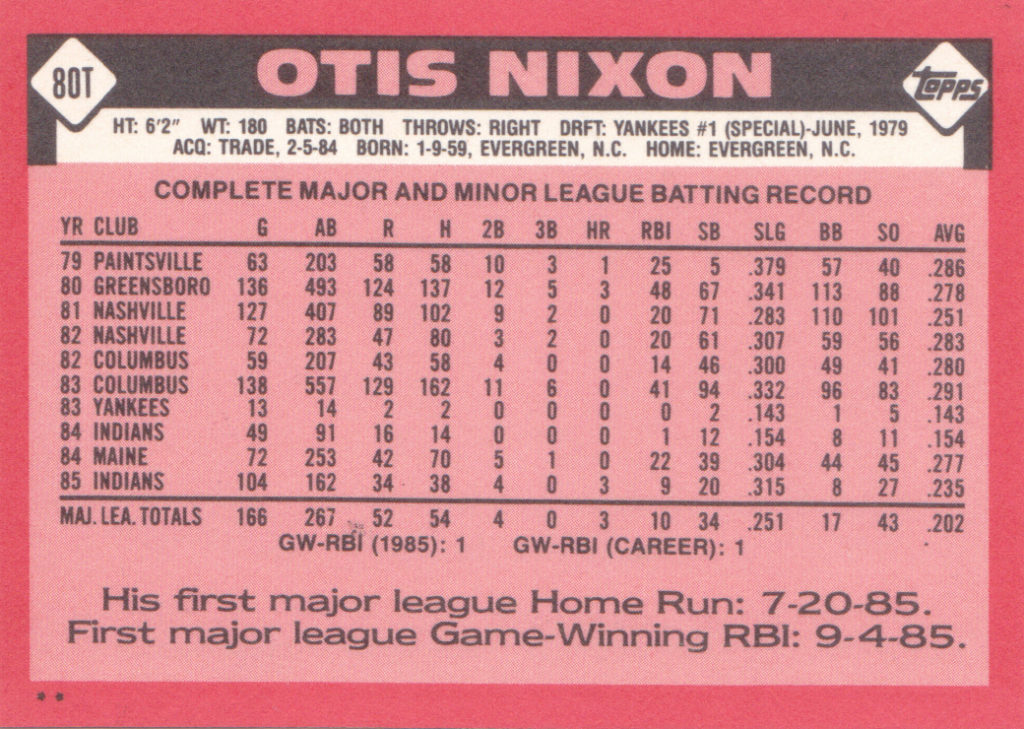 80T
OTIS NIXON
topps
HT: 6'2" WT: 180 BATS: BOTH THROWS: RIGHT DRFT: YANKEES #1 (SPECIAL)-JUNE, 1979
ACQ: TRADE, 2-5-84 BORN: 1-9-59, EVERGREEN, N.C. HOME: EVERGREEN, N.C.
COMPLETE MAJOR AND MINOR LEAGUE BATTING RECORD
YR CLUB G AB R H 2B 3B HR RBI SB SLG BB SO AVG
79 PAINTSVILLE 63 203 58 58 10 3 1 25 5 .379 57 40 .286
80 GREENSBORO 136 493 124 137 12 5 3 48 67 .341 113 88 .278
81 NASHVILLE 127 407 89 102 9 2 0 20 71 .283 110 101 .251
82 NASHVILLE 72 283 47 80 3 2 0 20 61 .307 59 56 .283
82 COLUMBUS 59 207 43 58 4 0 0 14 46 .300 49 41 .280
83 COLUMBUS 138 557 129 162 11 6 0 41 94 .332 96 83 .291
83 YANKEES 13 14 2 2 0 0 0 0 2 .143 1 5 .143
84 INDIANS 49 91 16 14 0 0 0 1 12 .154 8 11 .154
84 MAINE 72 253 42 70 5 1 0 22 39 .304 44 45 .277
85 INDIANS 104 162 34 38 4 0 3 9 20 .315 8 27 .235
MAJ. LEA. TOTALS 166 267 52 54 4 0 3 10 34 .251 17 43 .202
GW-RBI (1985): 1 GW-RBI (CAREER): 1
His first major league Home Run: 7-20-85.
First major league Game-Winning RBI: 9-4-85.
* *